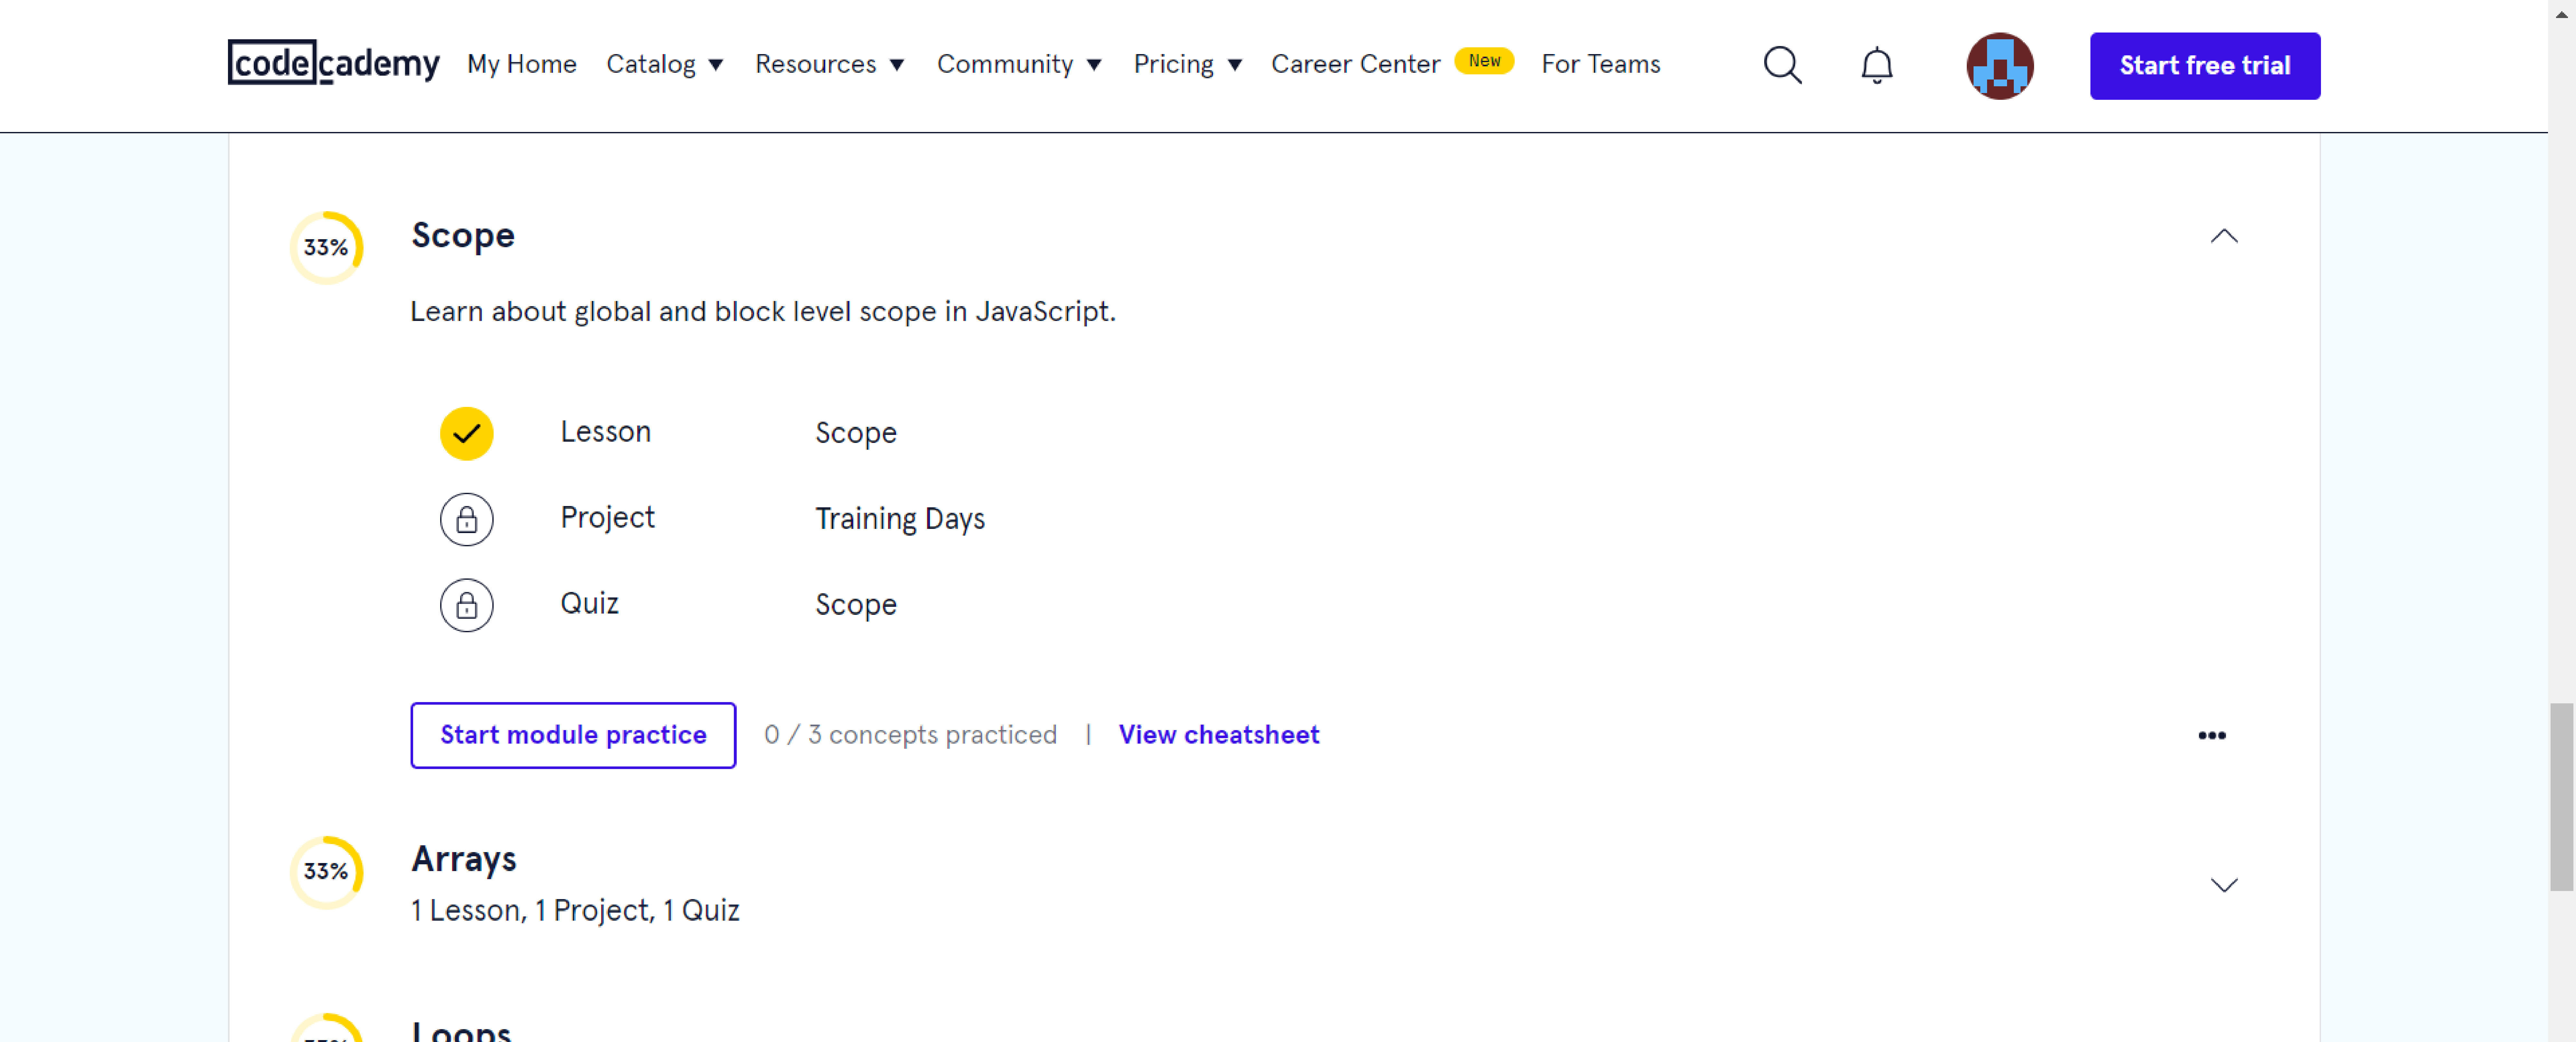 codecademy My Home Catalog Resources Community Pricing Career Center New For Teams Start free trial
33% Scope
Learn about global and block level scope in JavaScript.
Lesson Scope
Project Training Days
Quiz Scope
Start module practice 0 / 3 concepts practiced | View cheatsheet
33% Arrays
1 Lesson, 1 Project, 1 Quiz
Loops